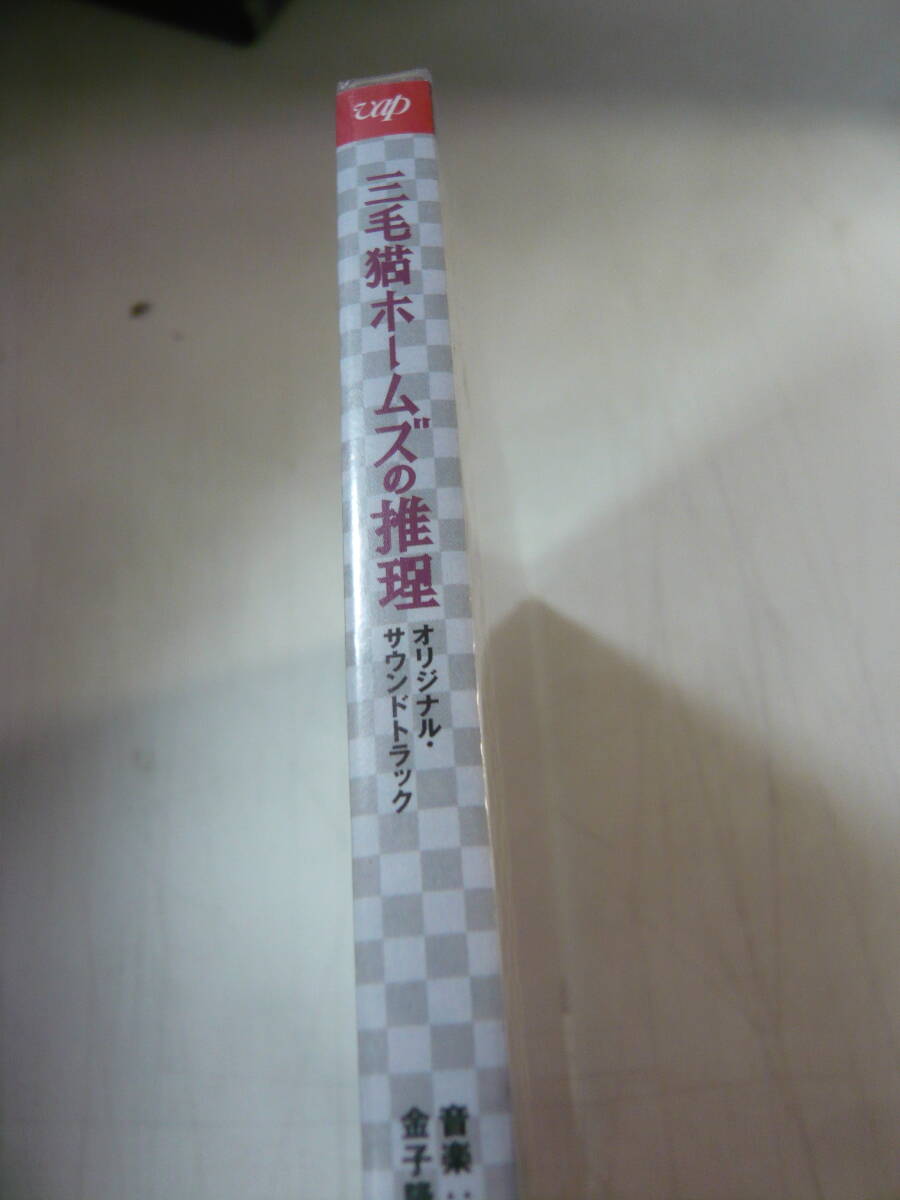 vap
三毛猫ホームズの推理
オリジナル・
サウンドトラック
音楽：
金子